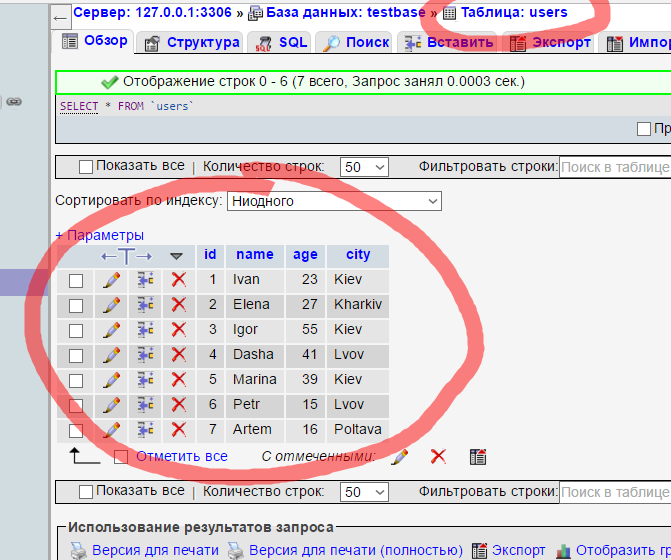 Сервер: 127.0.0.1:3306 » База данных: testbase » Таблица: users
Обзор Структура SQL Поиск Вставить Экспорт Импор
Отображение строк 0 - 6 (7 всего, Запрос занял 0.0003 сек.)
SELECT * FROM `users`
Пр
Показать все | Количество строк: 50 Фильтровать строки: Поиск в таблице
Сортировать по индексу: Ниодного
+ Параметры
←T→ id name age city
1 Ivan 23 Kiev
2 Elena 27 Kharkiv
3 Igor 55 Kiev
4 Dasha 41 Lvov
5 Marina 39 Kiev
6 Petr 15 Lvov
7 Artem 16 Poltava
Отметить все С отмеченными:
Показать все | Количество строк: 50 Фильтровать строки: Поиск в таблице
Использование результатов запроса
Версия для печати Версия для печати (полностью) Экспорт Отобразить гр